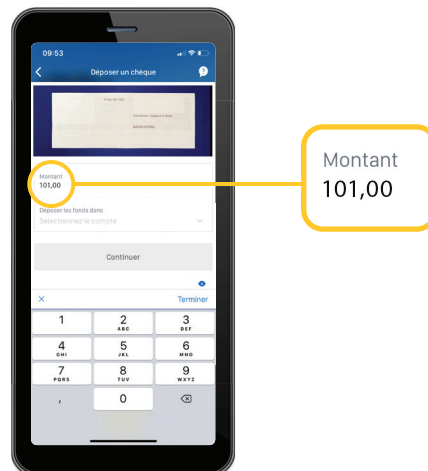 09:53
Déposer un chèque
Montant
101,00
Déposer les fonds dans
Sélectionnez le compte
Continuer
Terminer
1
2 ABC
3 DEF
4 GHI
5 JKL
6 MNO
7 PQRS
8 TUV
9 WXYZ
, 0
Montant
101,00